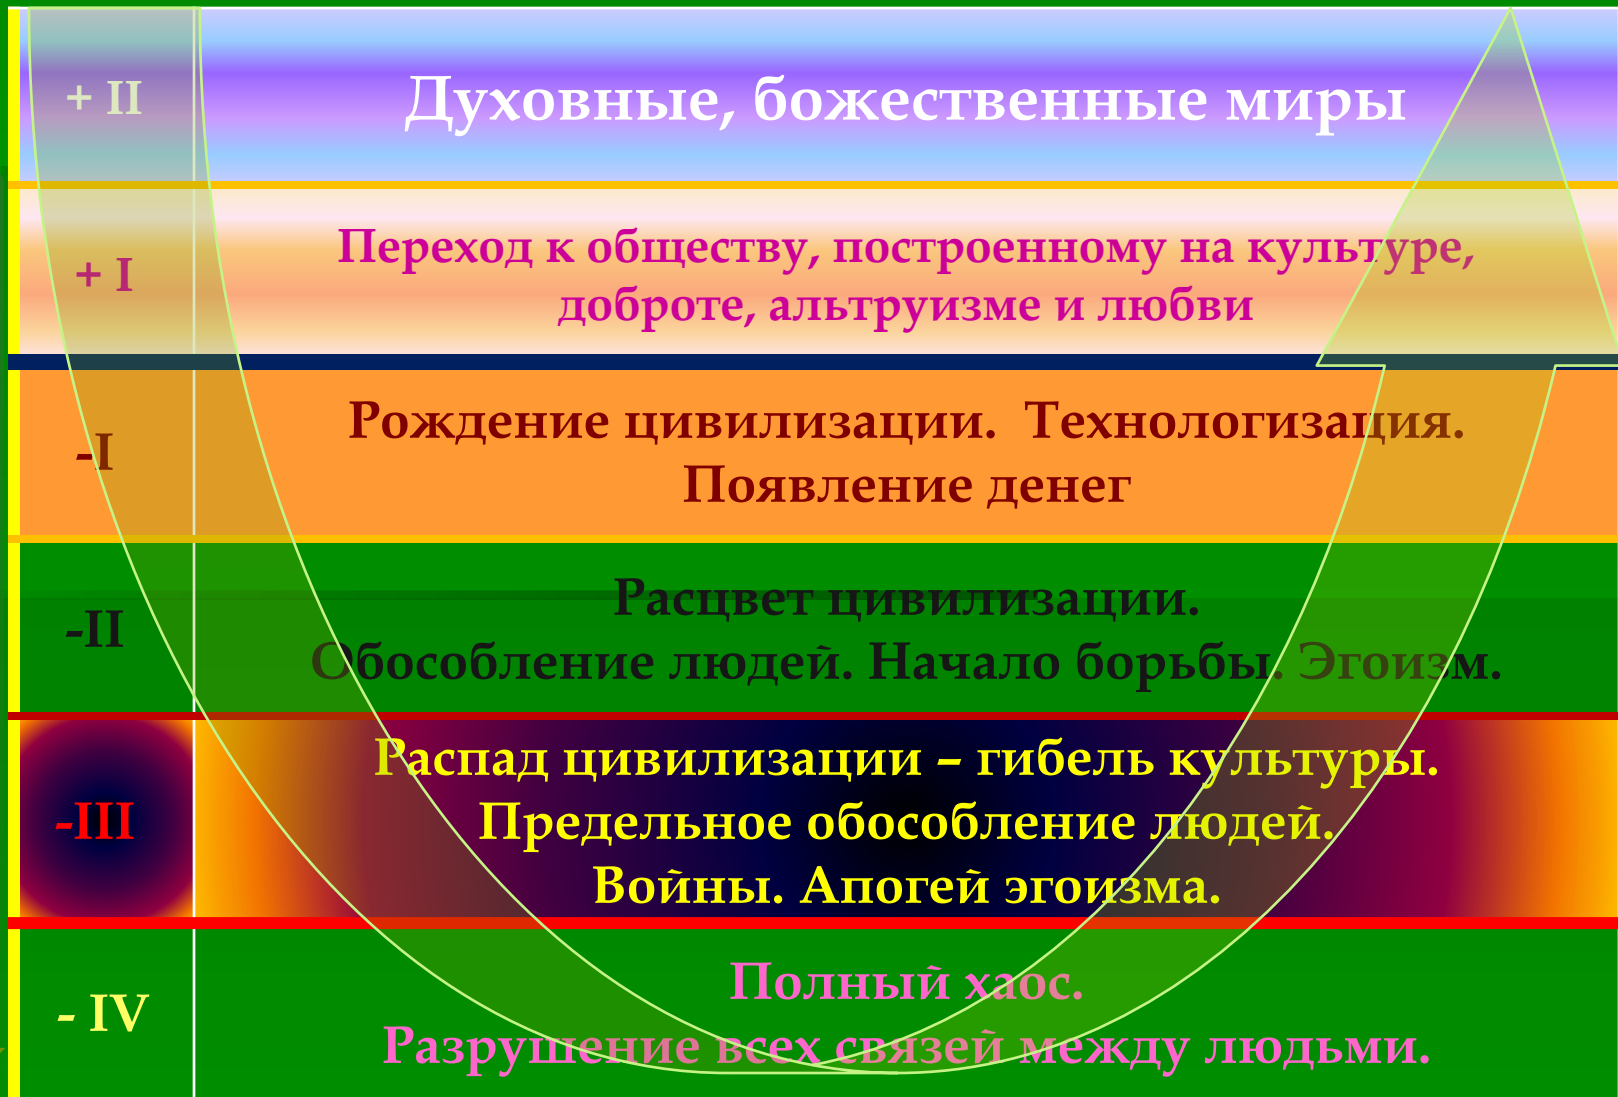 + II
Духовные, божественные миры
+ I
Переход к обществу, построенному на культуре,
доброте, альтруизме и любви
-I
Рождение цивилизации.  Технологизация.
Появление денег
-II
Расцвет цивилизации.
Обособление людей. Начало борьбы. Эгоизм.
-III
Распад цивилизации – гибель культуры.
Предельное обособление людей.
Войны. Апогей эгоизма.
- IV
Полный хаос.
Разрушение всех связей между людьми.